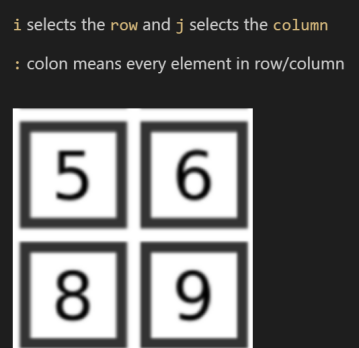 i selects the row and j selects the column
: colon means every element in row/column
5 6
8 9